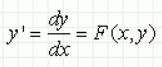 y' = dy/dx = F(x, y)